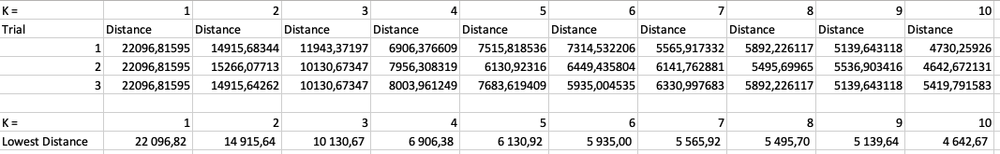 K = 1 2 3 4 5 6 7 8 9 10
Trial Distance Distance Distance Distance Distance Distance Distance Distance Distance Distance
1 22096,81595 14915,68344 11943,37197 6906,376609 7515,818536 7314,532206 5565,917332 5892,226117 5139,643118 4730,25926
2 22096,81595 15266,07713 10130,67347 7956,308319 6130,92316 6449,435804 6141,762881 5495,69965 5536,903416 4642,672131
3 22096,81595 14915,64262 10130,67347 8003,961249 7683,619409 5935,004535 6330,997683 5892,226117 5139,643118 5419,791583
K = 1 2 3 4 5 6 7 8 9 10
Lowest Distance 22 096,82 14 915,64 10 130,67 6 906,38 6 130,92 5 935,00 5 565,92 5 495,70 5 139,64 4 642,67